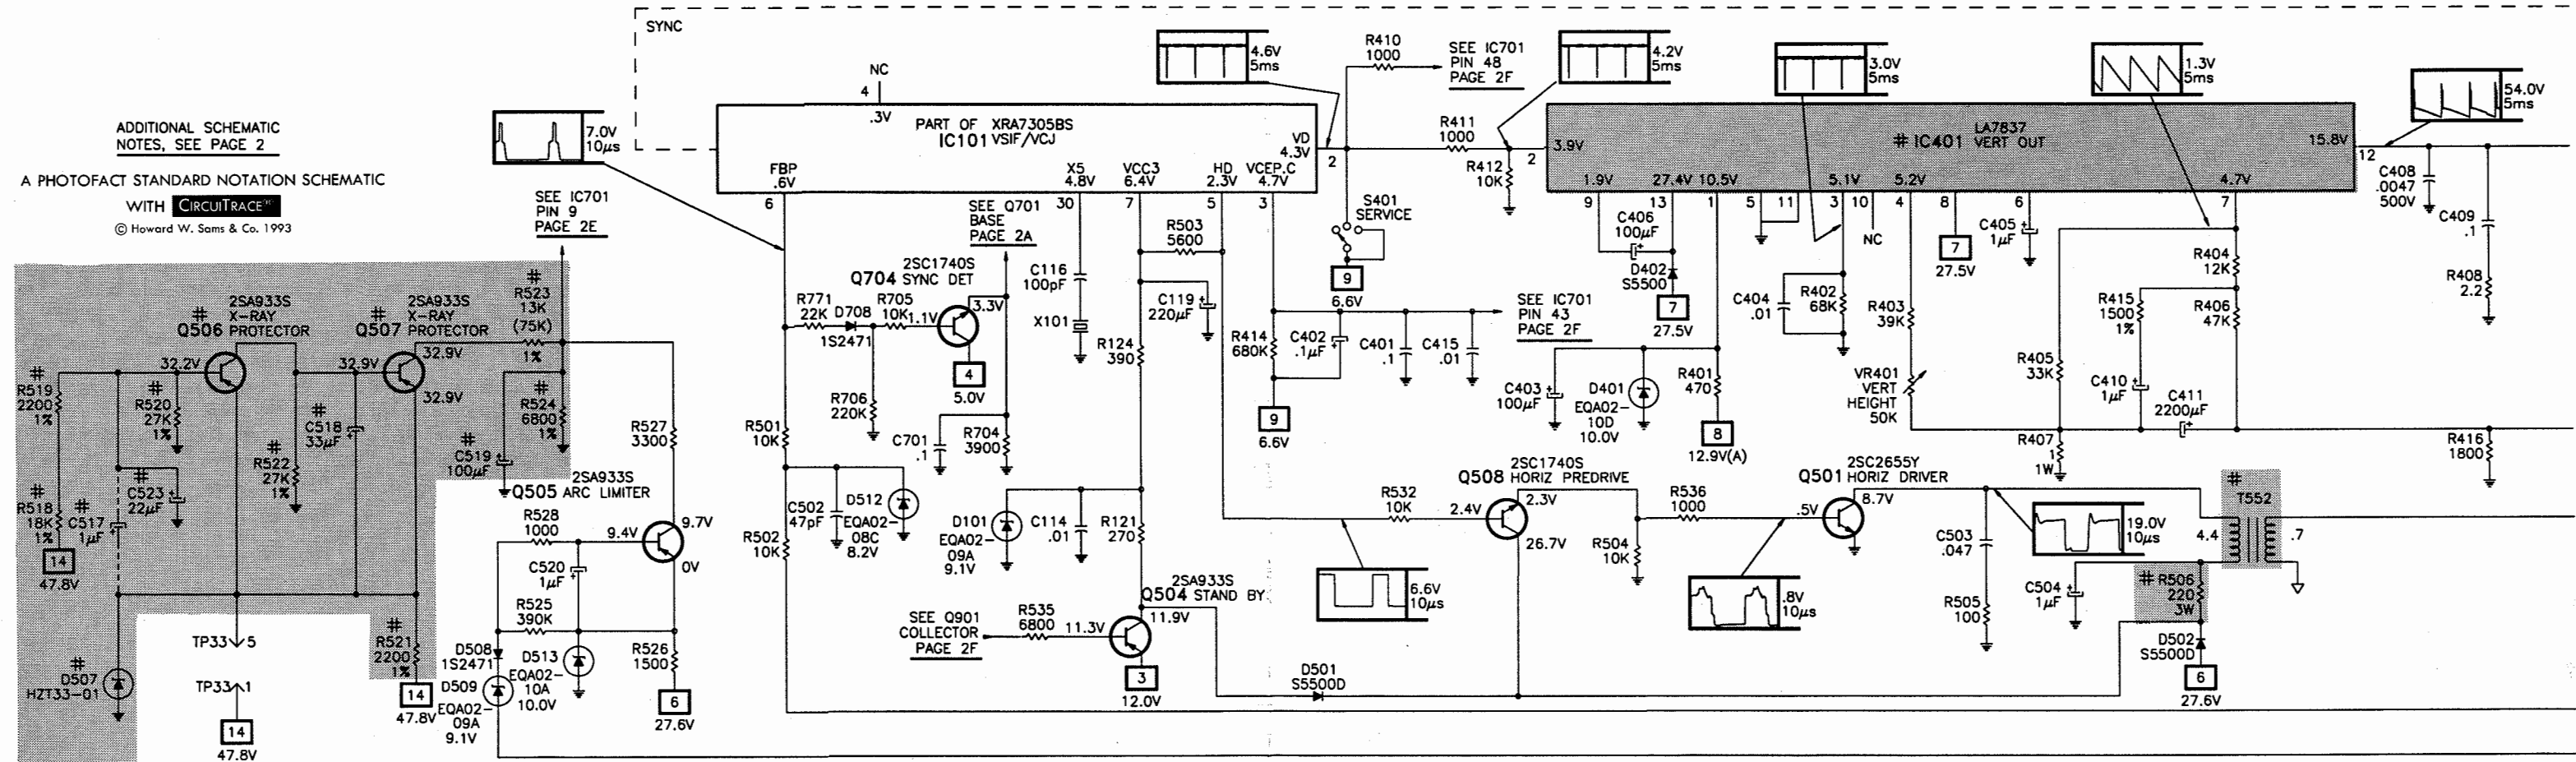 SYNC
ADDITIONAL SCHEMATIC
NOTES, SEE PAGE 2
A PHOTOFACT STANDARD NOTATION SCHEMATIC
WITH CIRCUITRACE
© Howard W. Sams & Co. 1993
7.0V
10µs
SEE IC701
PIN 9
PAGE 2E
NC
4
.3V
PART OF XRA7305BS
IC101 VSIF/VCJ
FBP
.6V
6
X5
4.8V
30
VCC3
6.4V
7
HD
2.3V
5
VCEP.C
4.7V
3
VD
4.3V
2
4.6V
5ms
R410
1000
SEE IC701
PIN 48
PAGE 2F
4.2V
5ms
R411
1000
R412
10K
2
3.9V
# IC401 LA7837
VERT OUT
15.8V
12
1.9V
9
27.4V
13
10.5V
1
5
11
5.1V
3
10
NC
5.2V
4
8
6
4.7V
7
3.0V
5ms
1.3V
5ms
54.0V
5ms
C408
.0047
500V
C409
.1
R408
2.2
S401
SERVICE
9
6.6V
C406
100µF
D402
S5500
7
27.5V
7
27.5V
C405
1µF
C404
.01
R402
68K
R403
39K
VR401
VERT
HEIGHT
50K
R404
12K
R415
1500
1%
R406
47K
R405
33K
C410
1µF
C411
2200µF
R407
1
1W
R416
1800
C403
100µF
D401
EQA02-
10D
10.0V
R401
470
8
12.9V(A)
SEE IC701
PIN 43
PAGE 2F
R414
680K
C402
.1µF
C401
.1
C415
.01
9
6.6V
SEE Q701
BASE
PAGE 2A
2SC1740S
Q704 SYNC DET
R771
22K
D708
1S2471
R705
10K
1.1V
3.3V
4
5.0V
R706
220K
C701
.1
R704
3900
C116
100pF
X101
R503
5600
C119
220µF
R124
390
R501
10K
R502
10K
C502
47pF
D512
EQA02-
08C
8.2V
D101
EQA02-
09A
9.1V
C114
.01
R121
270
2SA933S
Q504 STAND BY
11.9V
SEE Q901
COLLECTOR
PAGE 2F
R535
6800
11.3V
3
12.0V
D501
S5500D
6.6V
10µs
R532
10K
2SC1740S
Q508 HORIZ PREDRIVE
2.4V
2.3V
26.7V
R504
10K
R536
1000
2SC2655Y
Q501 HORIZ DRIVER
.5V
8.7V
.8V
10µs
C503
.047
R505
100
19.0V
10µs
C504
1µF
#
T552
4.4
.7
# R506
220
3W
D502
S5500D
6
27.6V
2SA933S
# X-RAY
Q506 PROTECTOR
32.2V
2SA933S
# X-RAY
Q507 PROTECTOR
32.9V
32.9V
32.9V
#
R523
13K
(75K)
1%
#
R519
2200
1%
#
R520
27K
1%
#
C518
33µF
#
R522
27K
1%
#
R524
6800
1%
#
C519
100µF
#
R518
18K
1%
#
C517
1µF
#
C523
22µF
14
47.8V
#
D507
HZT33-01
TP33 5
TP33 1
14
47.8V
#
R521
2200
1%
14
47.8V
2SA933S
Q505 ARC LIMITER
R527
3300
R528
1000
9.4V
9.7V
0V
C520
1µF
R525
390K
D508
1S2471
D509
EQA02-
09A
9.1V
D513
EQA02-
10A
10.0V
R526
1500
6
27.6V